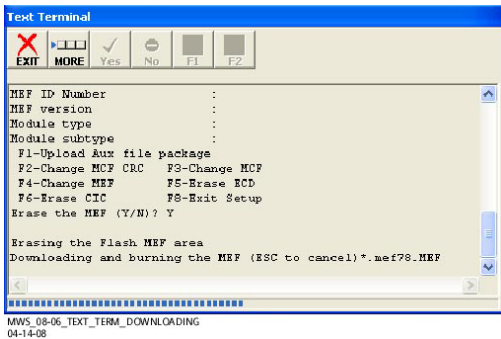 Text Terminal
EXIT MORE Yes No F1 F2
MEF ID Number :
MEF version :
Module type :
Module subtype :
F1-Upload Aux file package
F2-Change MCF CRC F3-Change MCF
F4-Change MEF F5-Erase ECD
F6-Erase CIC F8-Exit Setup
Erase the MEF (Y/N)? Y
Erasing the Flash MEF area
Downloading and burning the MEF (ESC to cancel)*.mef78.MEF
MWS_08-06_TEXT_TERM_DOWNLOADING
04-14-08